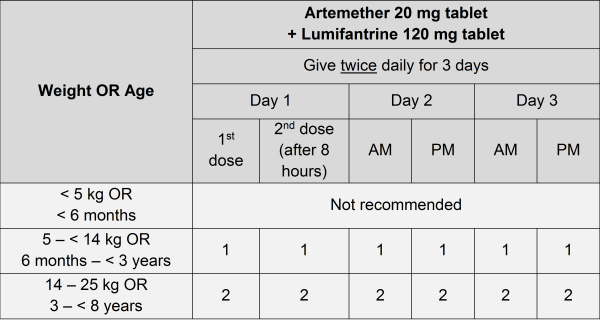 Weight OR Age
Artemether 20 mg tablet
+ Lumifantrine 120 mg tablet
Give twice daily for 3 days
Day 1
Day 2
Day 3
1st
dose
2nd dose
(after 8
hours)
AM
PM
AM
PM
< 5 kg OR
< 6 months
Not recommended
5 – < 14 kg OR
6 months – < 3 years
1 1 1 1 1 1
14 – 25 kg OR
3 – < 8 years
2 2 2 2 2 2